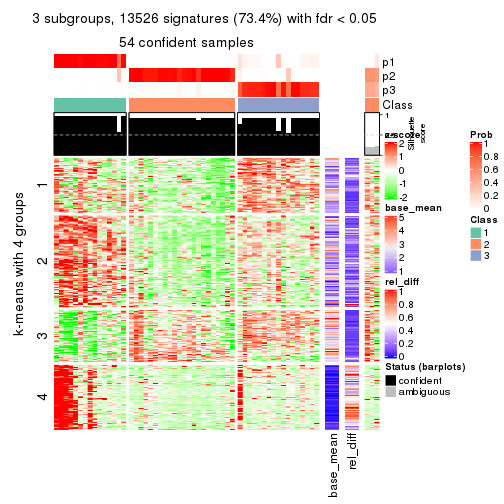 3 subgroups, 13526 signatures (73.4%) with fdr < 0.05
54 confident samples
p1
p2
p3
Class
1
Silhouette
score
z-score
2
1
0
-1
-2
base_mean
5
4
3
2
1
rel_diff
1
0.8
0.6
0.4
0.2
0
Status (barplots)
confident
ambiguous
Prob
1
0.8
0.6
0.4
0.2
0
Class
1
2
3
k-means with 4 groups
1
2
3
4
base_mean
rel_diff